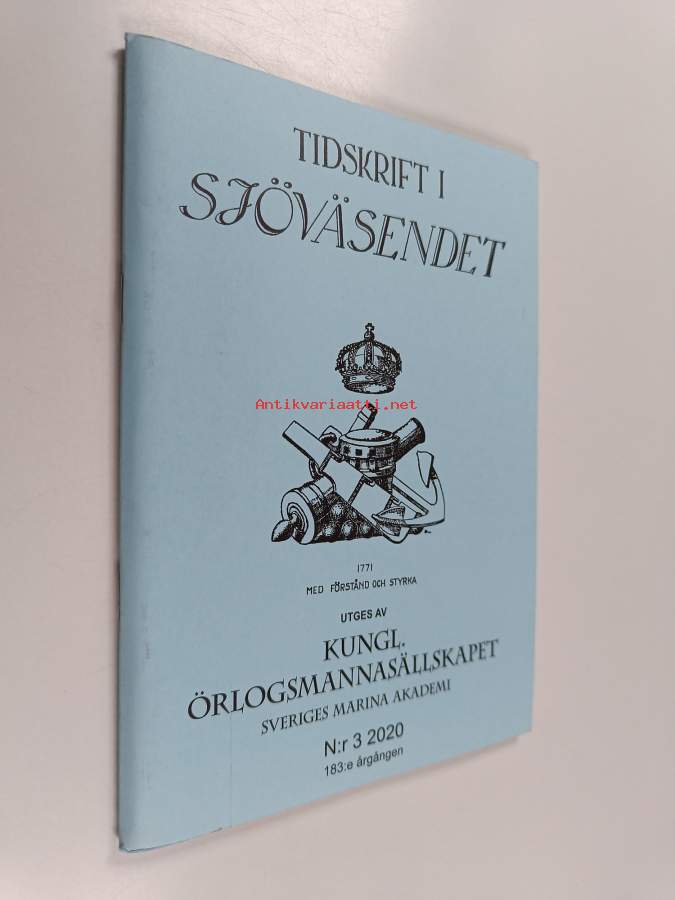 TIDSKRIFT I
SJÖVÄSENDET
Antikvariaatti.net
1771
MED FÖRSTÅND OCH STYRKA
UTGES AV
KUNGL.
ÖRLOGSMANNASÄLLSKAPET
SVERIGES MARINA AKADEMI
N:r 3 2020
183:e årgången